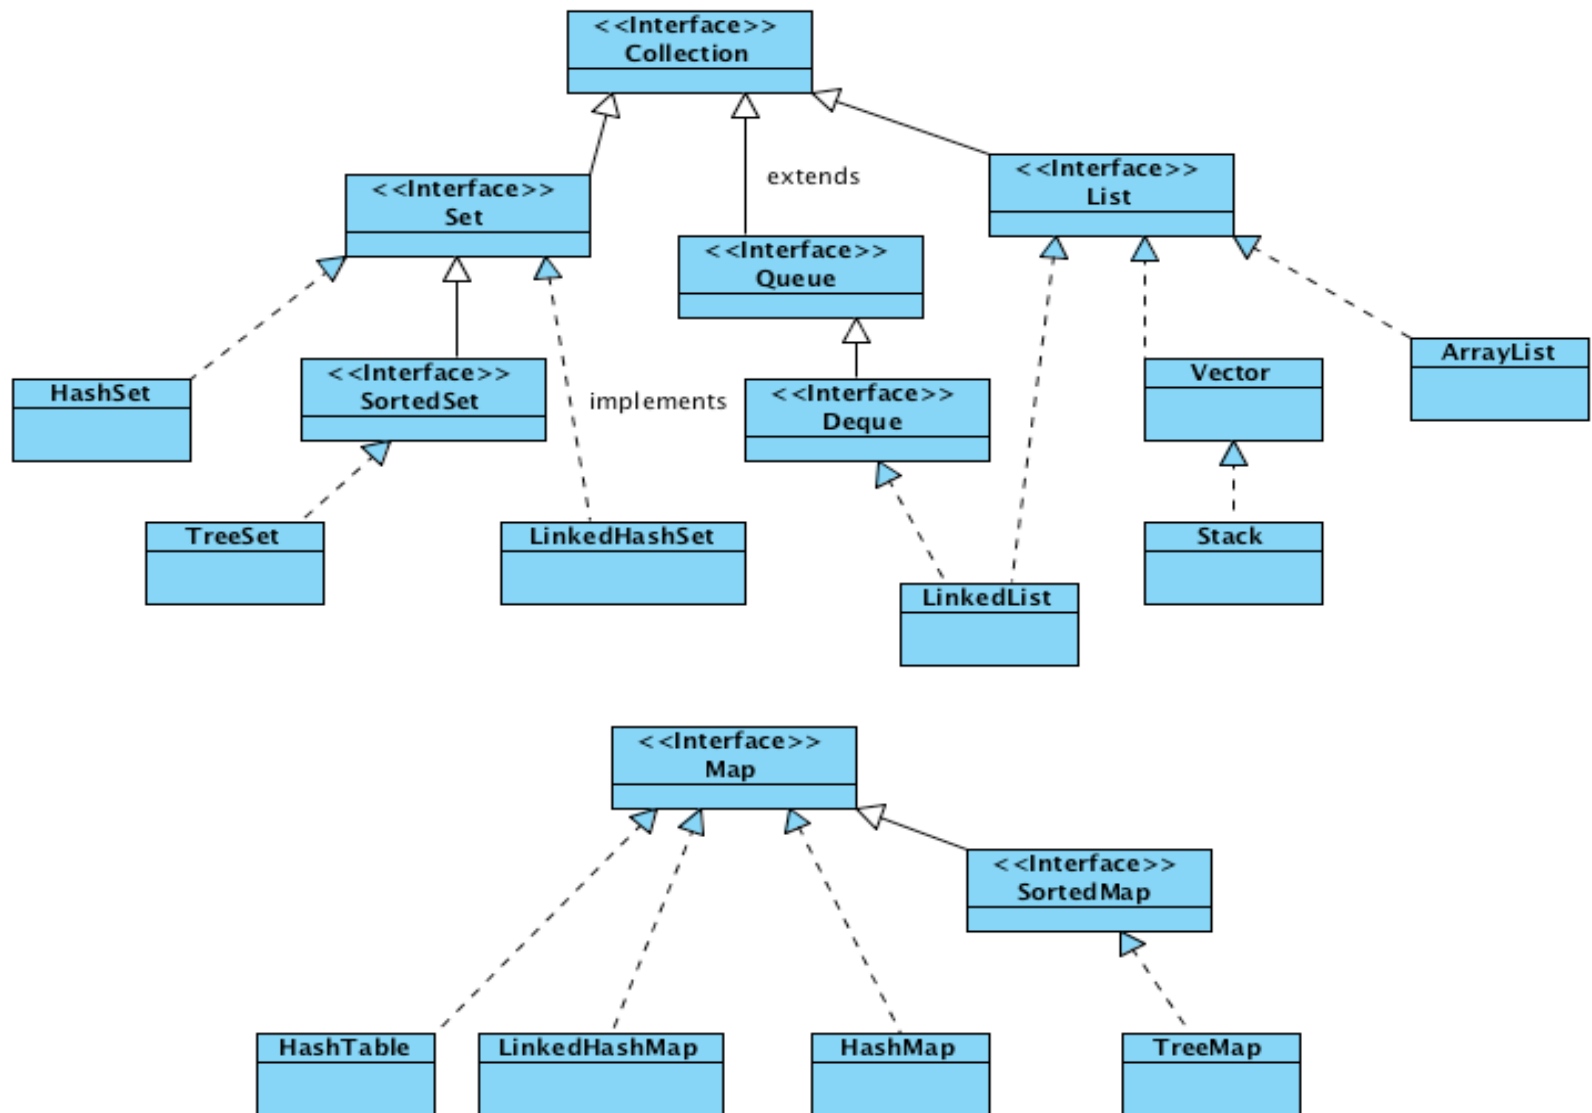 <<Interface>>
Collection
<<Interface>>
List
extends
<<Interface>>
Set
<<Interface>>
Queue
ArrayList
<<Interface>>
SortedSet
Vector
HashSet
implements
<<Interface>>
Deque
TreeSet
LinkedHashSet
Stack
LinkedList
<<Interface>>
Map
<<Interface>>
SortedMap
HashTable
LinkedHashMap
HashMap
TreeMap